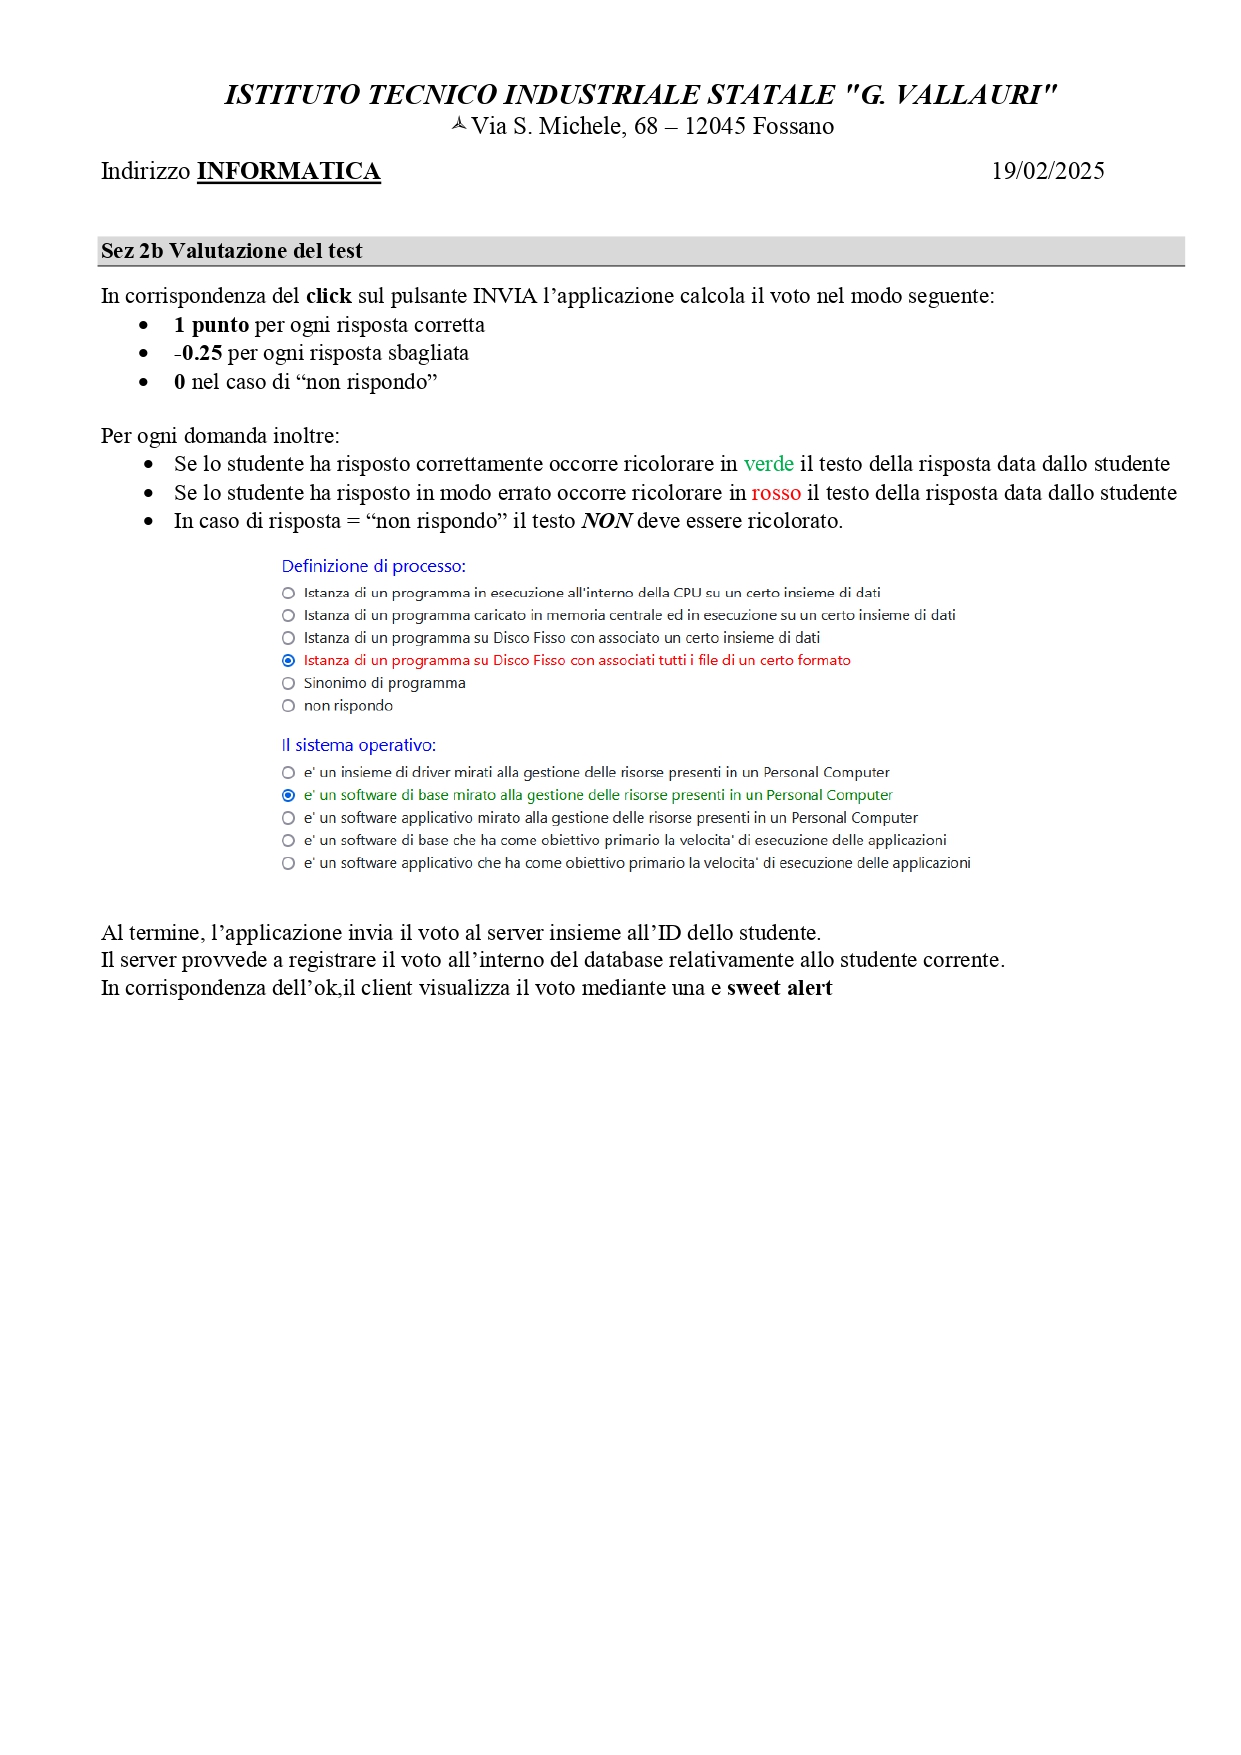 ISTITUTO TECNICO INDUSTRIALE STATALE "G. VALLAURI"
Via S. Michele, 68 – 12045 Fossano
Indirizzo INFORMATICA 19/02/2025
Sez 2b Valutazione del test
In corrispondenza del click sul pulsante INVIA l’applicazione calcola il voto nel modo seguente:
• 1 punto per ogni risposta corretta
• -0.25 per ogni risposta sbagliata
• 0 nel caso di “non rispondo”
Per ogni domanda inoltre:
• Se lo studente ha risposto correttamente occorre ricolorare in verde il testo della risposta data dallo studente
• Se lo studente ha risposto in modo errato occorre ricolorare in rosso il testo della risposta data dallo studente
• In caso di risposta = “non rispondo” il testo NON deve essere ricolorato.
Definizione di processo:
Istanza di un programma in esecuzione all'interno della CPU su un certo insieme di dati
Istanza di un programma caricato in memoria centrale ed in esecuzione su un certo insieme di dati
Istanza di un programma su Disco Fisso con associato un certo insieme di dati
Istanza di un programma su Disco Fisso con associati tutti i file di un certo formato
Sinonimo di programma
non rispondo
Il sistema operativo:
e' un insieme di driver mirati alla gestione delle risorse presenti in un Personal Computer
e' un software di base mirato alla gestione delle risorse presenti in un Personal Computer
e' un software applicativo mirato alla gestione delle risorse presenti in un Personal Computer
e' un software di base che ha come obiettivo primario la velocita' di esecuzione delle applicazioni
e' un software applicativo che ha come obiettivo primario la velocita' di esecuzione delle applicazioni
Al termine, l’applicazione invia il voto al server insieme all’ID dello studente.
Il server provvede a registrare il voto all’interno del database relativamente allo studente corrente.
In corrispondenza dell’ok,il client visualizza il voto mediante una e sweet alert